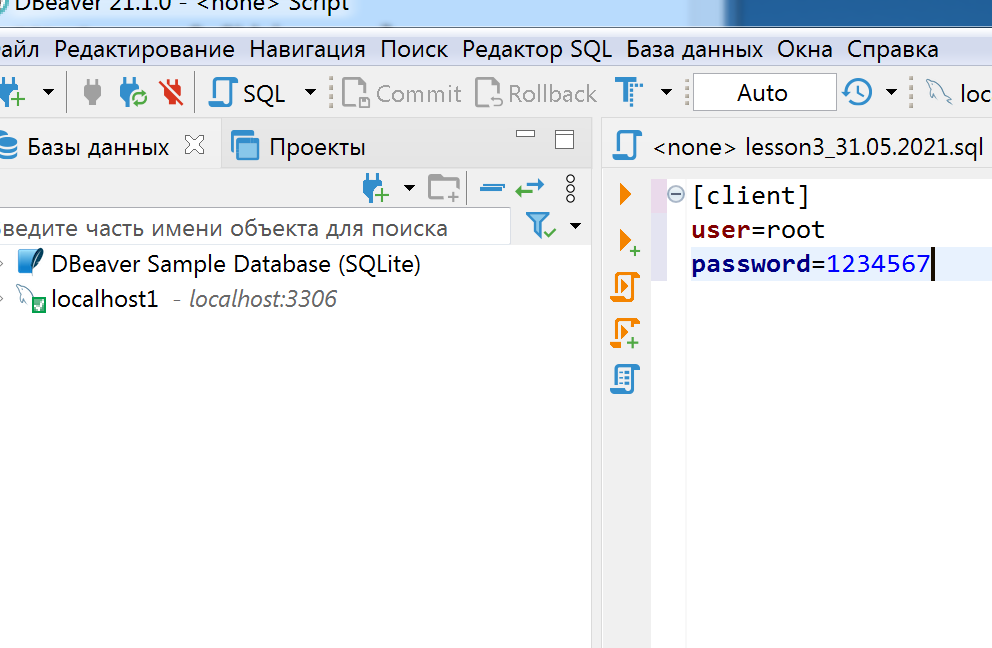 DBeaver 21.1.0 - <none> Script
айл Редактирование Навигация Поиск Редактор SQL База данных Окна Справка
SQL Commit Rollback Auto loc
Базы данных Проекты
<none> lesson3_31.05.2021.sql
ведите часть имени объекта для поиска
DBeaver Sample Database (SQLite)
localhost1 - localhost:3306
[client]
user=root
password=1234567